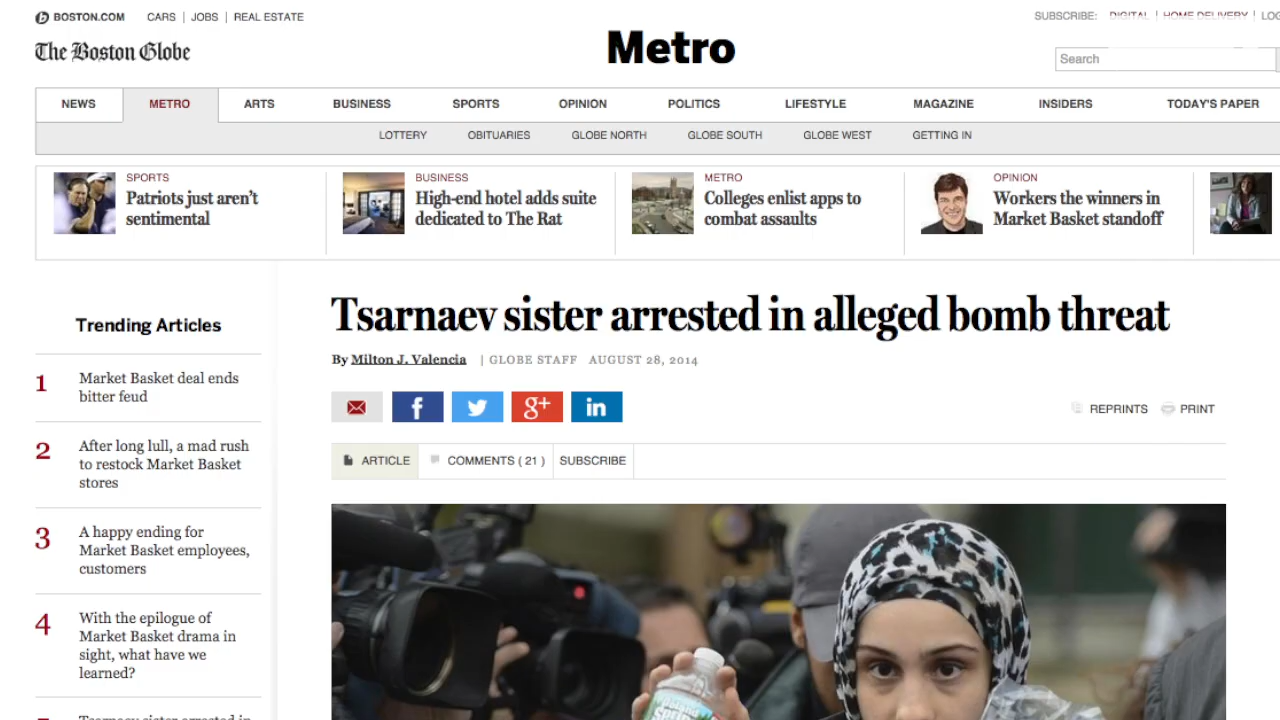 BOSTON.COM CARS | JOBS | REAL ESTATE
SUBSCRIBE: DIGITAL | HOME DELIVERY | LOG
The Boston Globe
Metro
Search
NEWS METRO ARTS BUSINESS SPORTS OPINION POLITICS LIFESTYLE MAGAZINE INSIDERS TODAY'S PAPER
LOTTERY OBITUARIES GLOBE NORTH GLOBE SOUTH GLOBE WEST GETTING IN
SPORTS
Patriots just aren't
sentimental
BUSINESS
High-end hotel adds suite
dedicated to The Rat
METRO
Colleges enlist apps to
combat assaults
OPINION
Workers the winners in
Market Basket standoff
Trending Articles
1 Market Basket deal ends
bitter feud
2 After long lull, a mad rush
to restock Market Basket
stores
3 A happy ending for
Market Basket employees,
customers
4 With the epilogue of
Market Basket drama in
sight, what have we
learned?
Tsarnaev sister arrested in
Tsarnaev sister arrested in alleged bomb threat
By Milton J. Valencia | GLOBE STAFF AUGUST 28, 2014
f g+ in
REPRINTS PRINT
ARTICLE COMMENTS ( 21 ) SUBSCRIBE